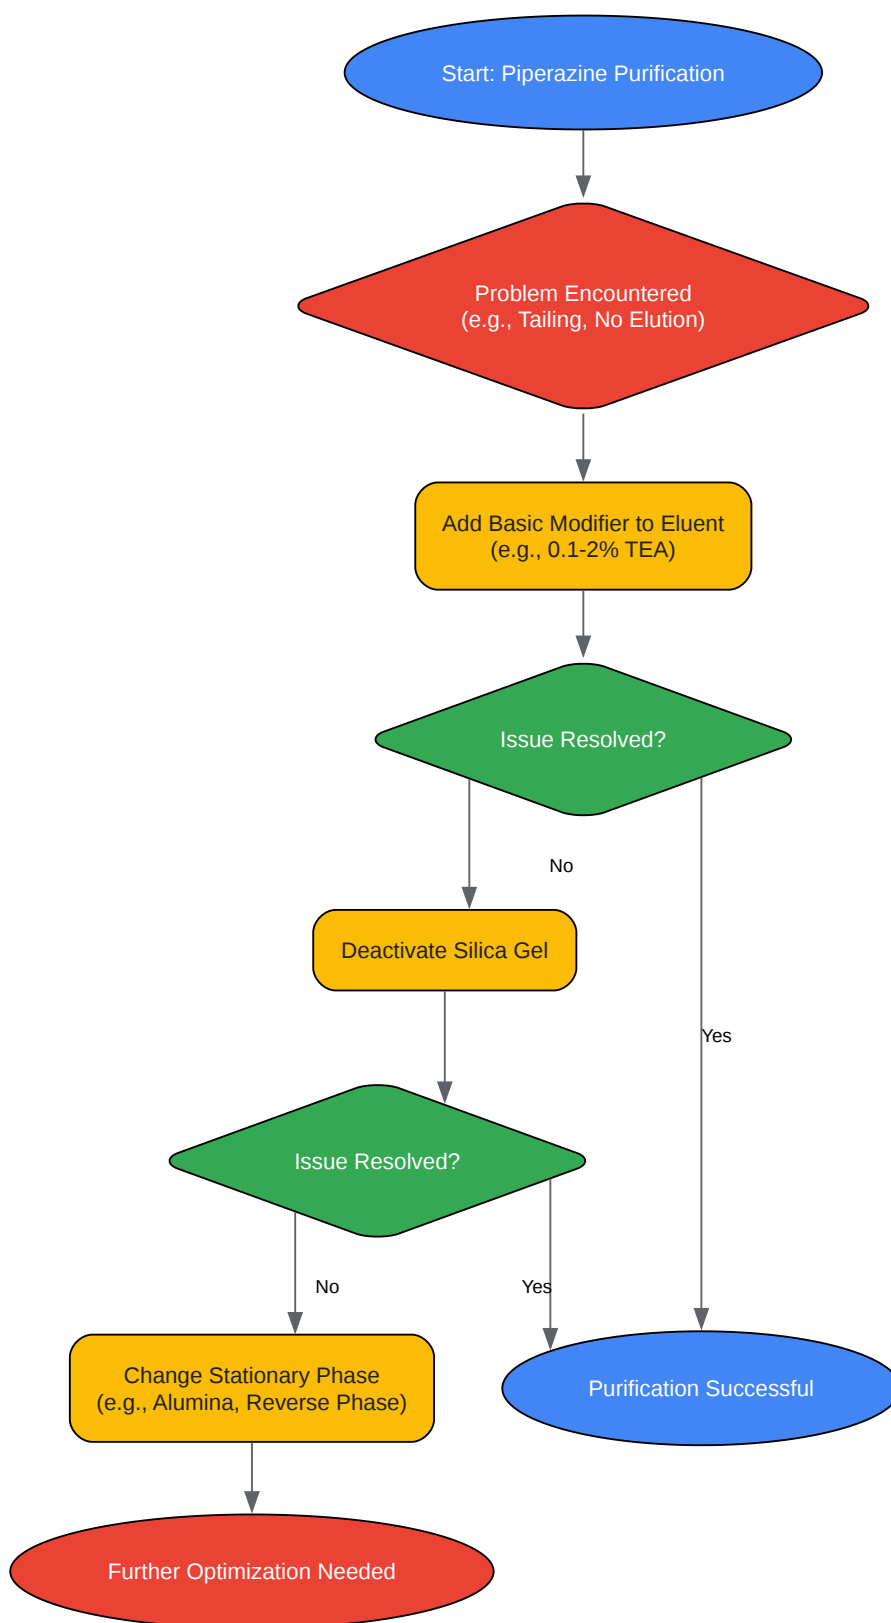 Start: Piperazine Purification
Problem Encountered
(e.g., Tailing, No Elution)
Add Basic Modifier to Eluent
(e.g., 0.1-2% TEA)
Issue Resolved?
No
Deactivate Silica Gel
Yes
Issue Resolved?
No
Yes
Change Stationary Phase
(e.g., Alumina, Reverse Phase)
Purification Successful
Further Optimization Needed